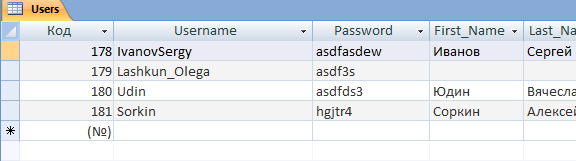 Users
Код Username Password First_Name Last_Na
178 IvanovSergy asdfasdew Иванов Сергей
179 Lashkun_Olega asdf3s
180 Udin asdfds3 Юдин Вячесла
181 Sorkin hgjtr4 Соркин Алексей
* (№)